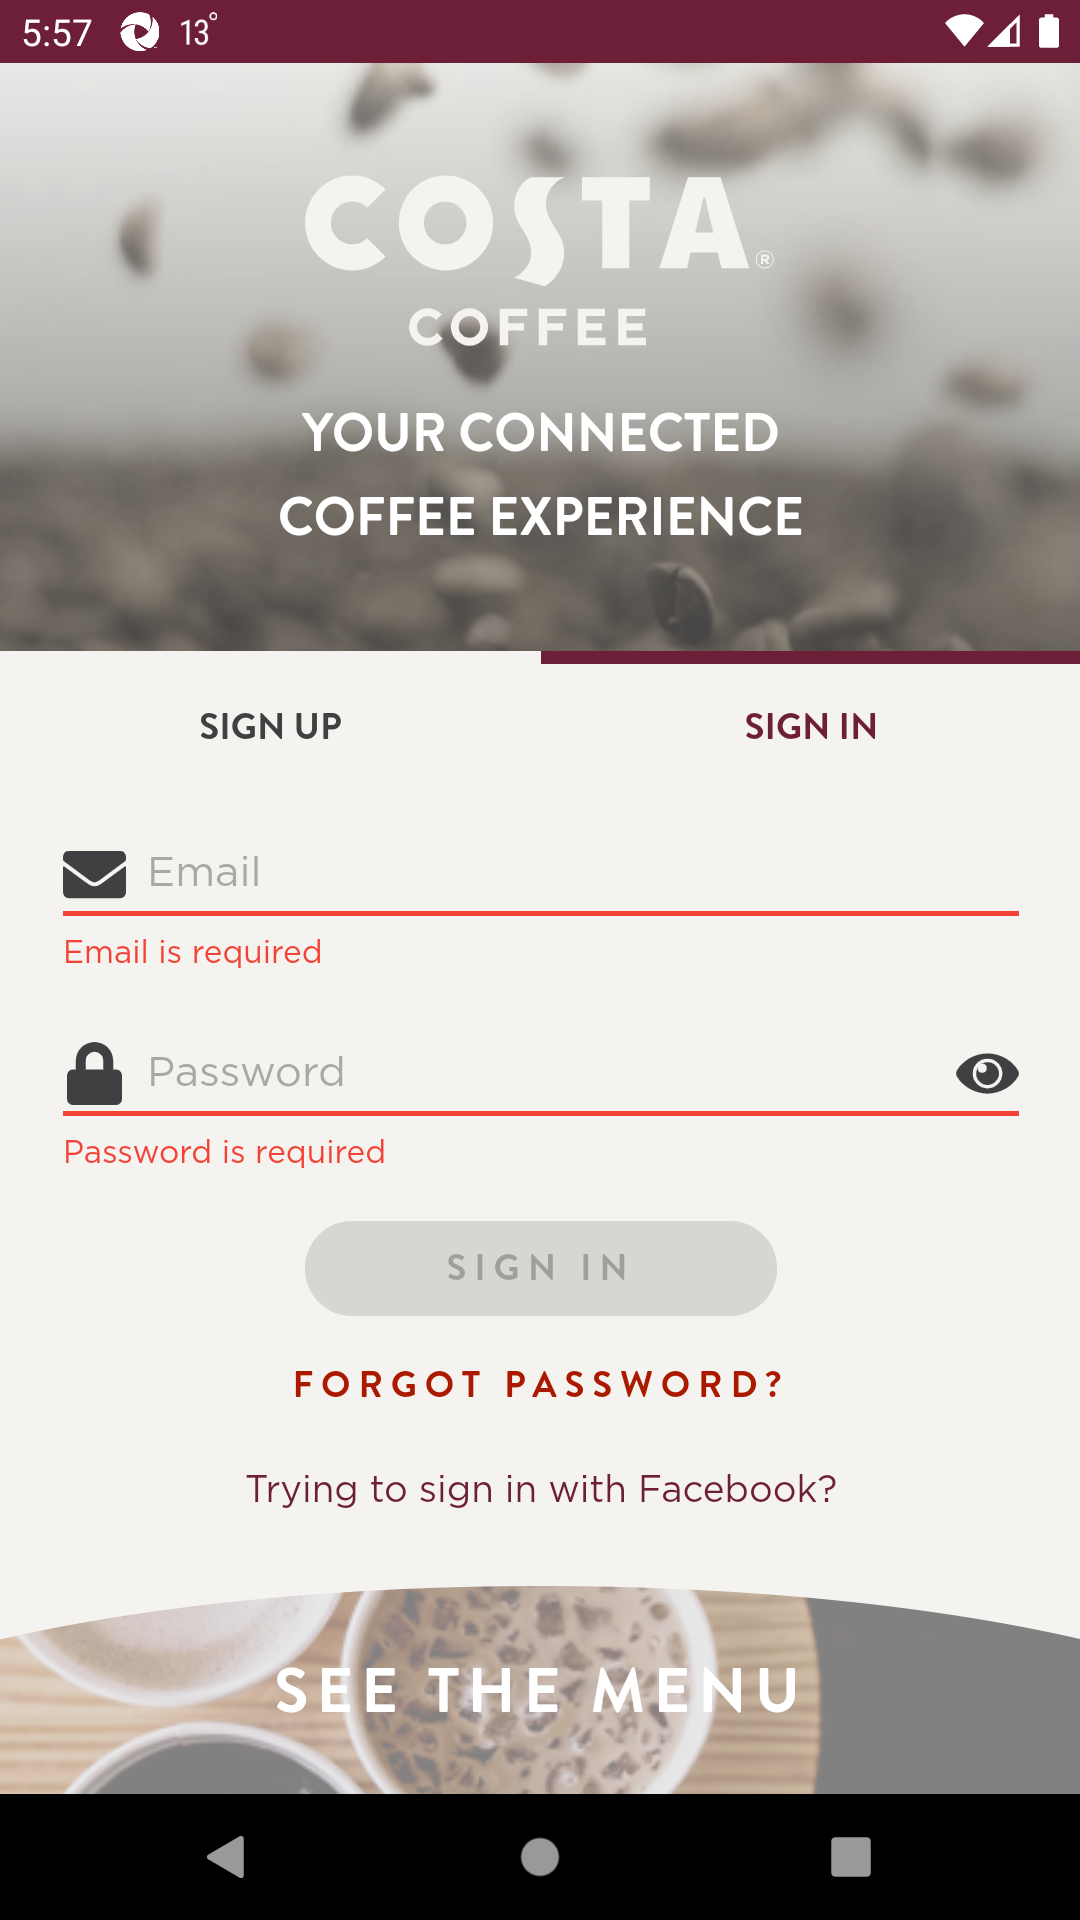 5:57 13°
COSTA®
COFFEE
YOUR CONNECTED
COFFEE EXPERIENCE
SIGN UP SIGN IN
Email
Email is required
Password
Password is required
SIGN IN
FORGOT PASSWORD?
Trying to sign in with Facebook?
SEE THE MENU